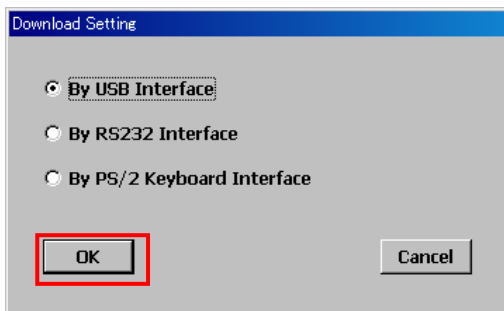 Download Setting
By USB Interface
By RS232 Interface
By PS/2 Keyboard Interface
OK Cancel